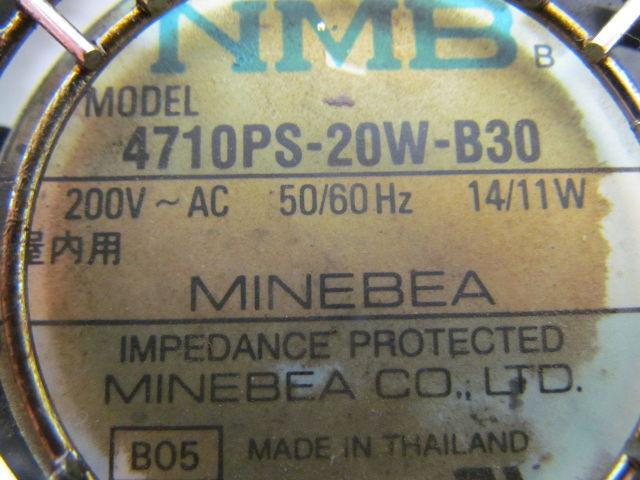 NMB
B
MODEL
4710PS-20W-B30
200V ~ AC 50/60 Hz 14/11W
屋内用
MINEBEA
IMPEDANCE PROTECTED
MINEBEA CO., LTD.
B05 MADE IN THAILAND